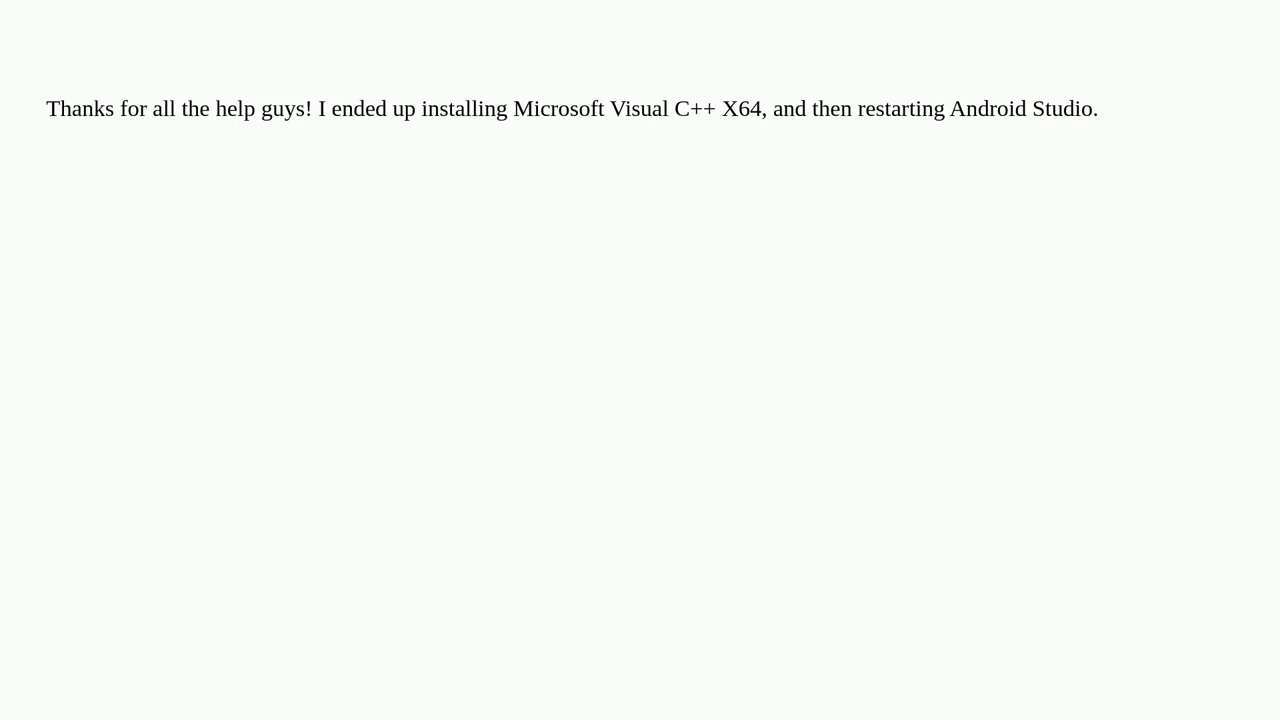 Thanks for all the help guys! I ended up installing Microsoft Visual C++ X64, and then restarting Android Studio.